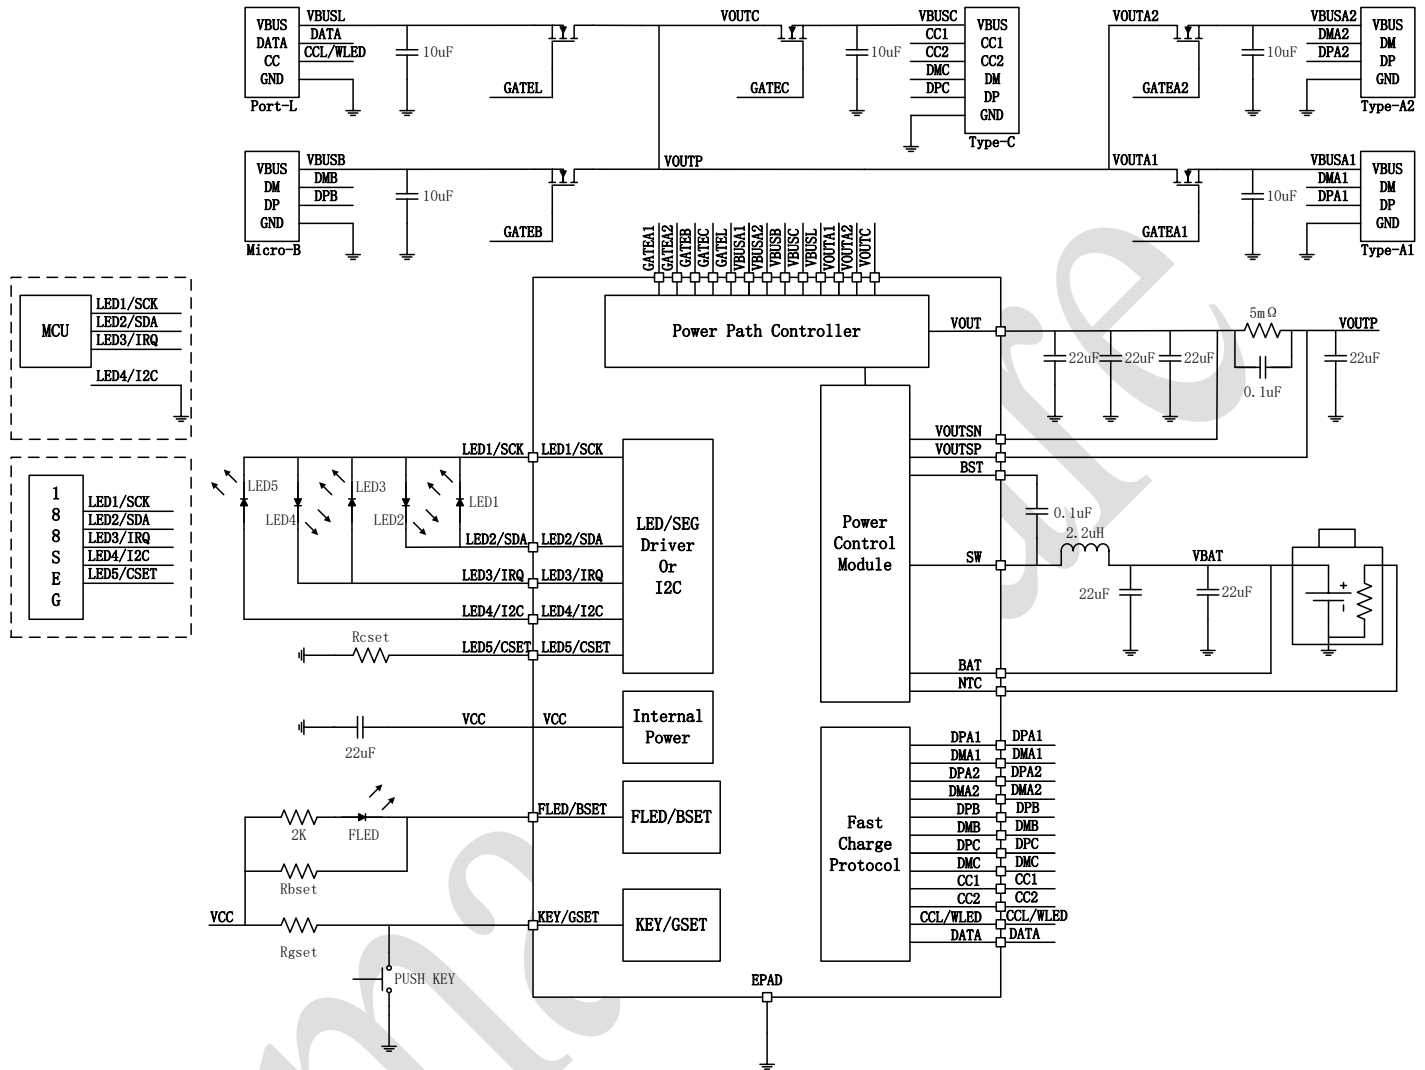 VBUS
DATA
CC
GND
Port-L
VBUSL
DATA
CCL/WLED
10uF
GATEL
VOUTC
GATEC
VBUSC
CC1
CC2
DMC
DPC
10uF
VBUS
CC1
CC2
DM
DP
GND
Type-C
VOUTA2
GATEA2
10uF
VBUSA2
DMA2
DPA2
VBUS
DM
DP
GND
Type-A2
VBUS
DM
DP
GND
Micro-B
VBUSB
DMB
DPB
10uF
GATEB
VOUTP
VOUTA1
GATEA1
10uF
VBUSA1
DMA1
DPA1
VBUS
DM
DP
GND
Type-A1
GATEA1
GATEA2
GATEB
GATEC
GATEL
VBUSA1
VBUSA2
VBUSB
VBUSC
VBUSL
VOUTA1
VOUTA2
VOUTC
Power Path Controller
VOUT
22uF
22uF
22uF
5mΩ
0.1uF
VOUTP
22uF
MCU
LED1/SCK
LED2/SDA
LED3/IRQ
LED4/I2C
1
8
8
S
E
G
LED1/SCK
LED2/SDA
LED3/IRQ
LED4/I2C
LED5/CSET
LED5
LED4
LED3
LED2
LED1
LED1/SCK
LED2/SDA
LED3/IRQ
LED4/I2C
LED5/CSET
Rcset
LED1/SCK
LED2/SDA
LED3/IRQ
LED4/I2C
LED5/CSET
LED/SEG
Driver
Or
I2C
Power
Control
Module
VOUTSN
VOUTSP
BST
SW
BAT
NTC
0.1uF
2.2uH
VBAT
22uF
22uF
+
-
22uF
VCC
VCC
Internal
Power
2K
FLED
Rbset
VCC
Rgset
PUSH KEY
FLED/BSET
FLED/BSET
KEY/GSET
KEY/GSET
Fast
Charge
Protocol
DPA1
DMA1
DPA2
DMA2
DPB
DMB
DPC
DMC
CC1
CC2
CCL/WLED
DATA
DPA1
DMA1
DPA2
DMA2
DPB
DMB
DPC
DMC
CC1
CC2
CCL/WLED
DATA
EPAD